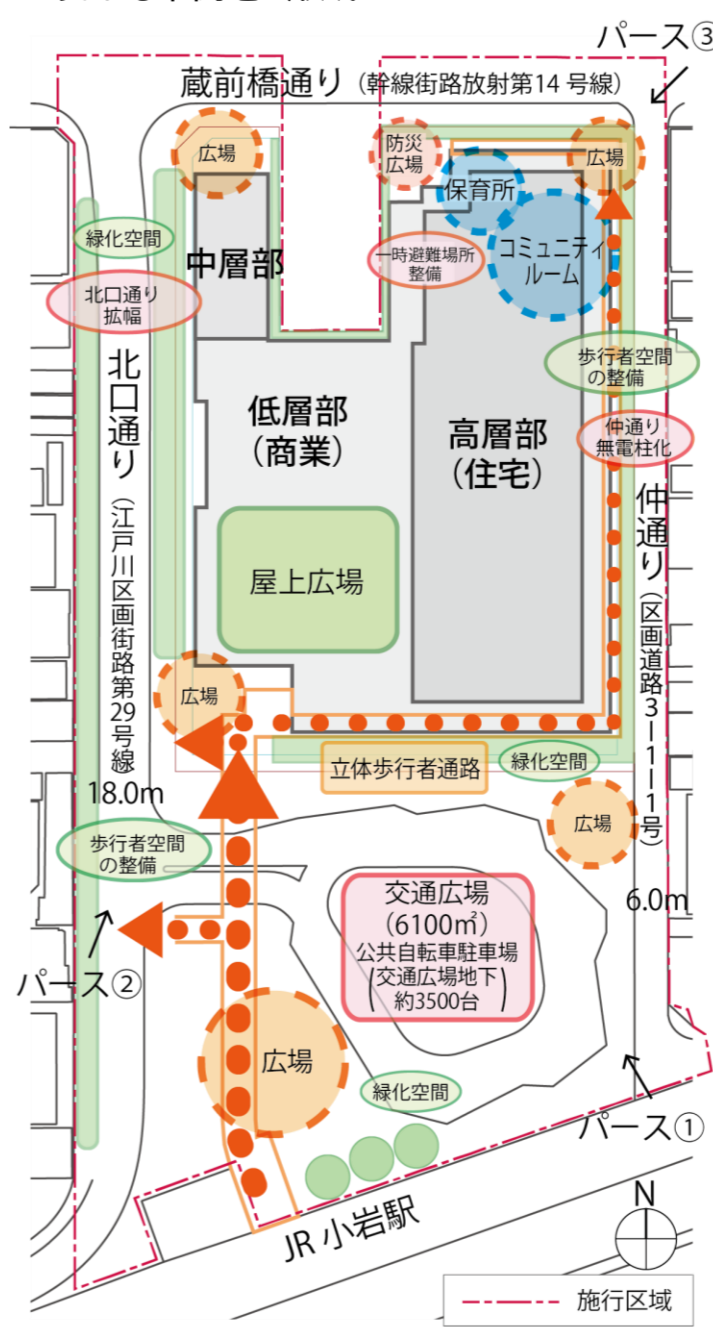 パース③
蔵前橋通り（幹線街路放射第14号線）
広場
防災
広場
広場
保育所
緑化空間
中層部
一時避難場所
整備
コミュニティ
ルーム
北口通り
拡幅
歩行者空間
の整備
北口通り（江戸川区画街路第29号線）
低層部
（商業）
高層部
（住宅）
仲通り
無電柱化
仲通り（区画道路3ー1ー1号）
屋上広場
広場
立体歩行者通路
緑化空間
18.0m
広場
歩行者空間
の整備
交通広場
（6100㎡）
公共自転車駐車場
（交通広場地下
約3500台）
6.0m
パース②
広場
緑化空間
パース①
JR 小岩駅
N
施行区域